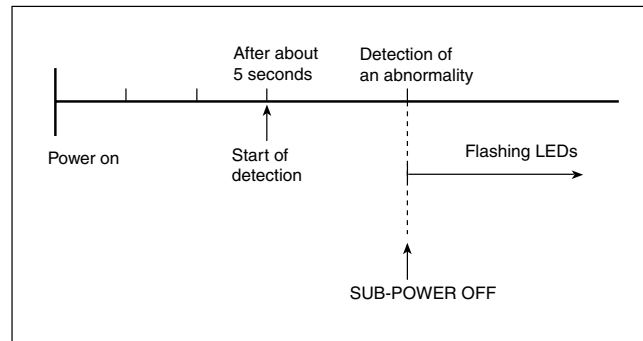 After about
5 seconds
Detection of
an abnormality
Power on
Start of
detection
Flashing LEDs
SUB-POWER OFF